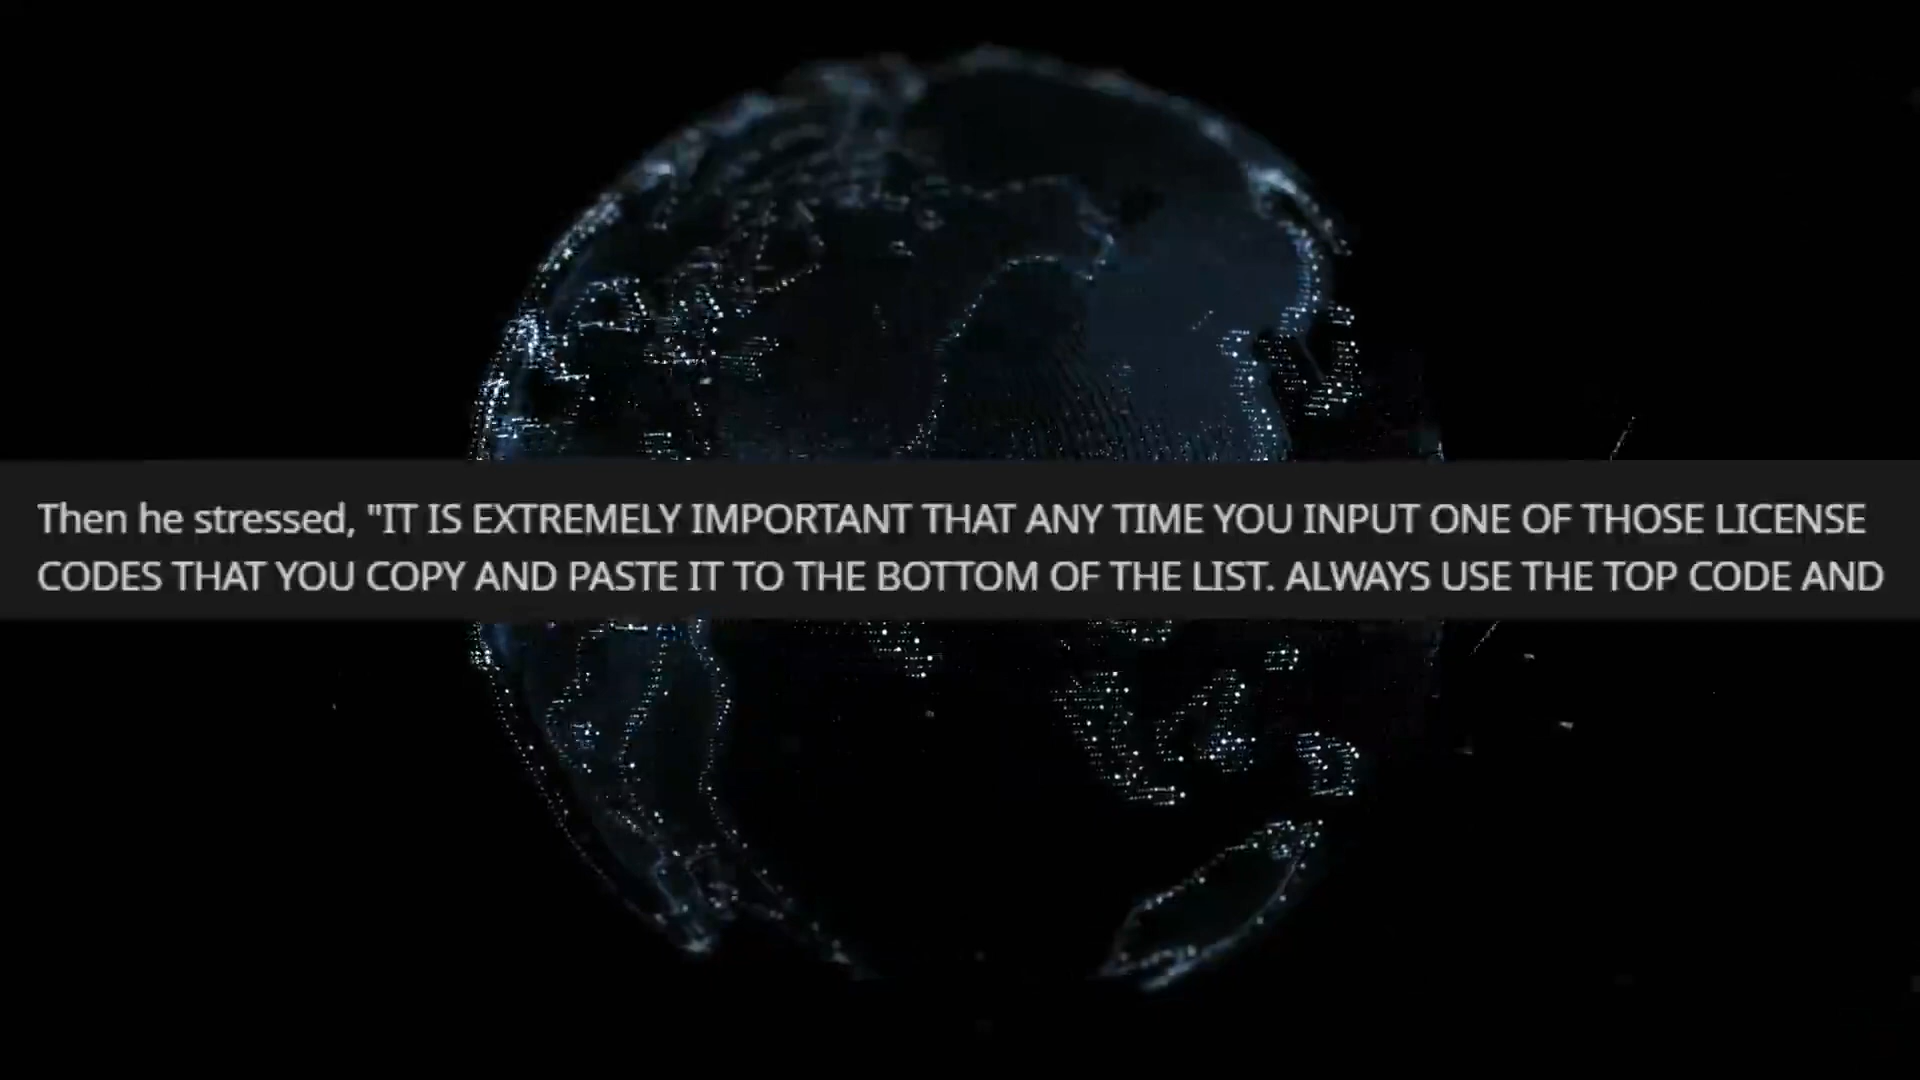 Then he stressed, "IT IS EXTREMELY IMPORTANT THAT ANY TIME YOU INPUT ONE OF THOSE LICENSE
CODES THAT YOU COPY AND PASTE IT TO THE BOTTOM OF THE LIST. ALWAYS USE THE TOP CODE AND